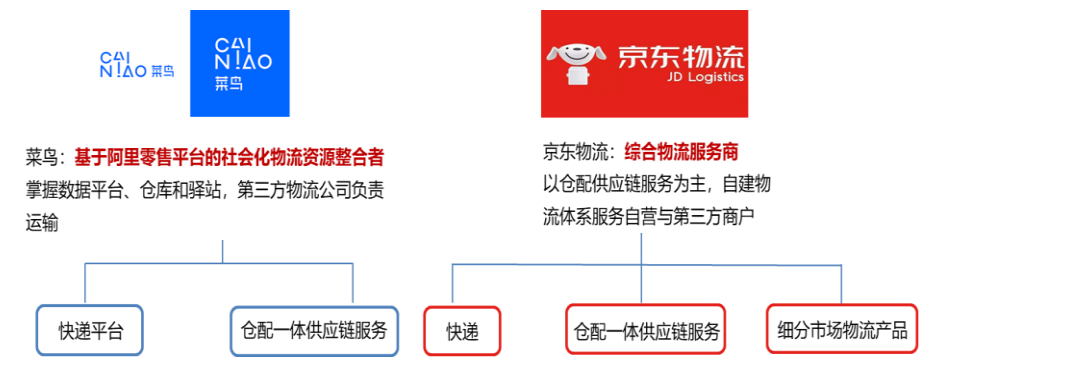 CAI
NIAO 菜鸟
CAI
NIAO
菜鸟
京东物流
JD Logistics
菜鸟：基于阿里零售平台的社会化物流资源整合者
掌握数据平台、仓库和驿站，第三方物流公司负责
运输
京东物流：综合物流服务商
以仓配供应链服务为主，自建物
流体系服务自营与第三方商户
快递平台
仓配一体供应链服务
快递
仓配一体供应链服务
细分市场物流产品